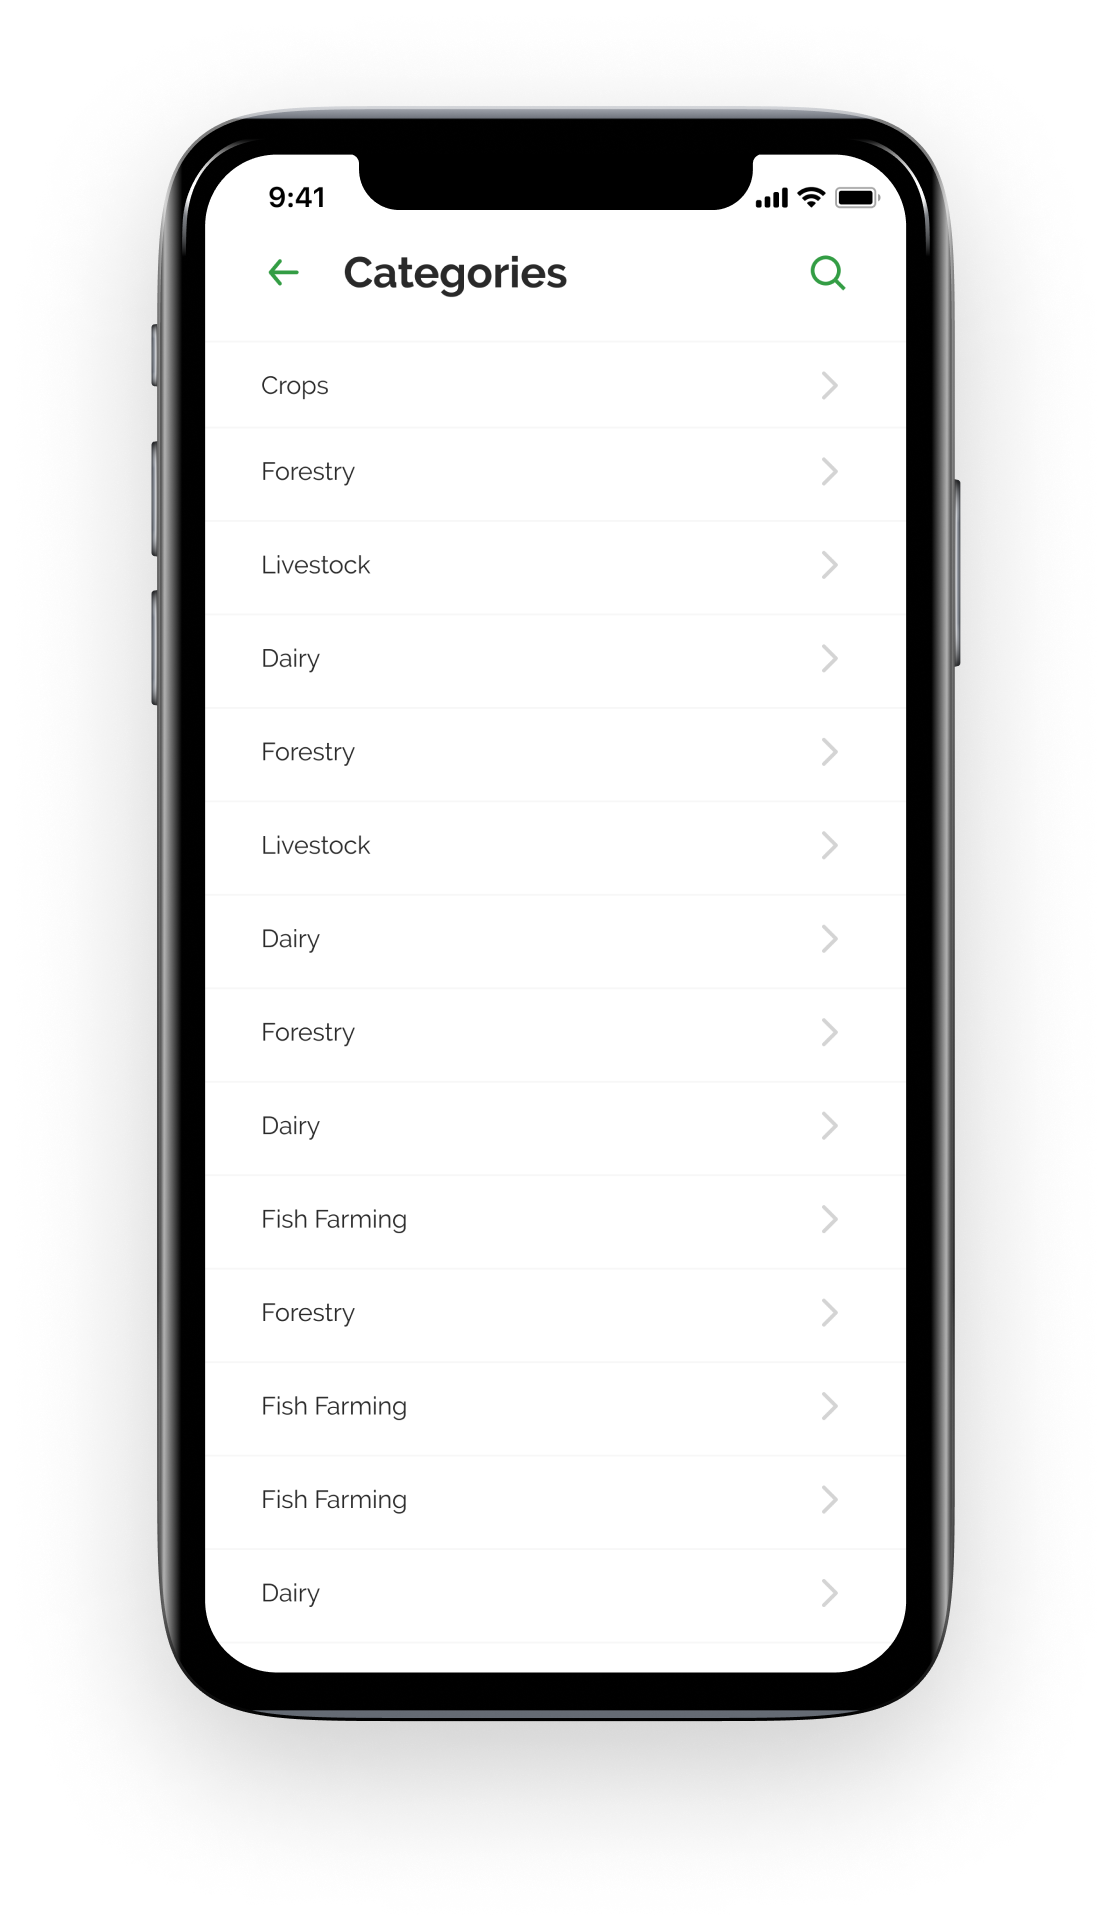 9:41
Categories
Crops
Forestry
Livestock
Dairy
Forestry
Livestock
Dairy
Forestry
Dairy
Fish Farming
Forestry
Fish Farming
Fish Farming
Dairy